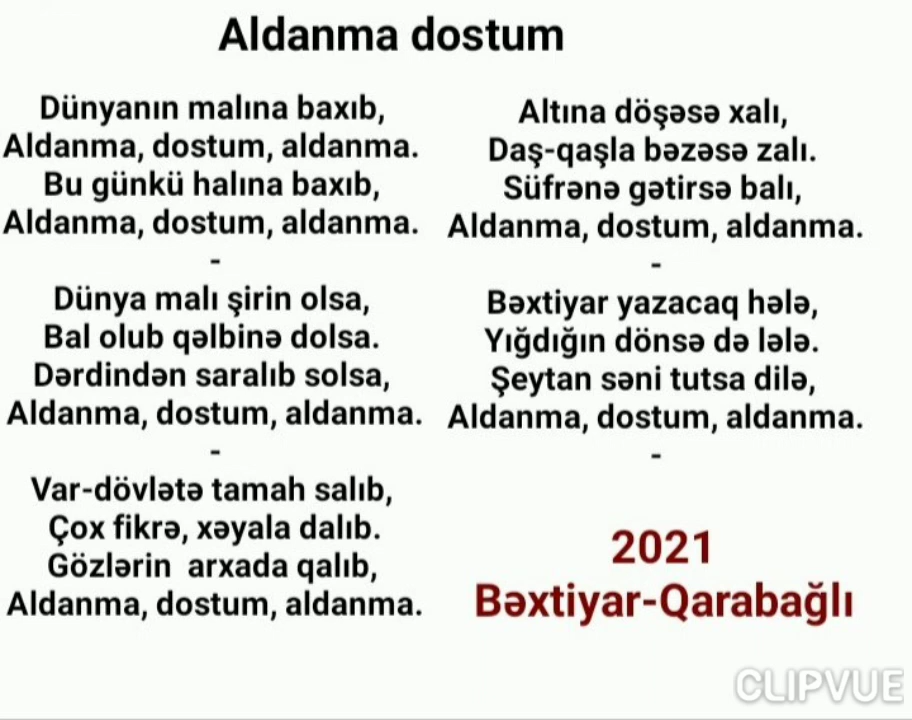 Aldanma dostum
Dünyanın malına baxıb,
Aldanma, dostum, aldanma.
Bu günkü halına baxıb,
Aldanma, dostum, aldanma.
-
Dünya malı şirin olsa,
Bal olub qəlbinə dolsa.
Dərdindən saralıb solsa,
Aldanma, dostum, aldanma.
-
Var-dövlətə tamah salıb,
Çox fikrə, xəyala dalıb.
Gözlərin  arxada qalıb,
Aldanma, dostum, aldanma.
Altına döşəsə xalı,
Daş-qaşla bəzəsə zalı.
Süfrənə gətirsə balı,
Aldanma, dostum, aldanma.
-
Bəxtiyar yazacaq hələ,
Yığdığın dönsə də lələ.
Şeytan səni tutsa dilə,
Aldanma, dostum, aldanma.
-
2021
Bəxtiyar-Qarabağlı
CLIPVUE